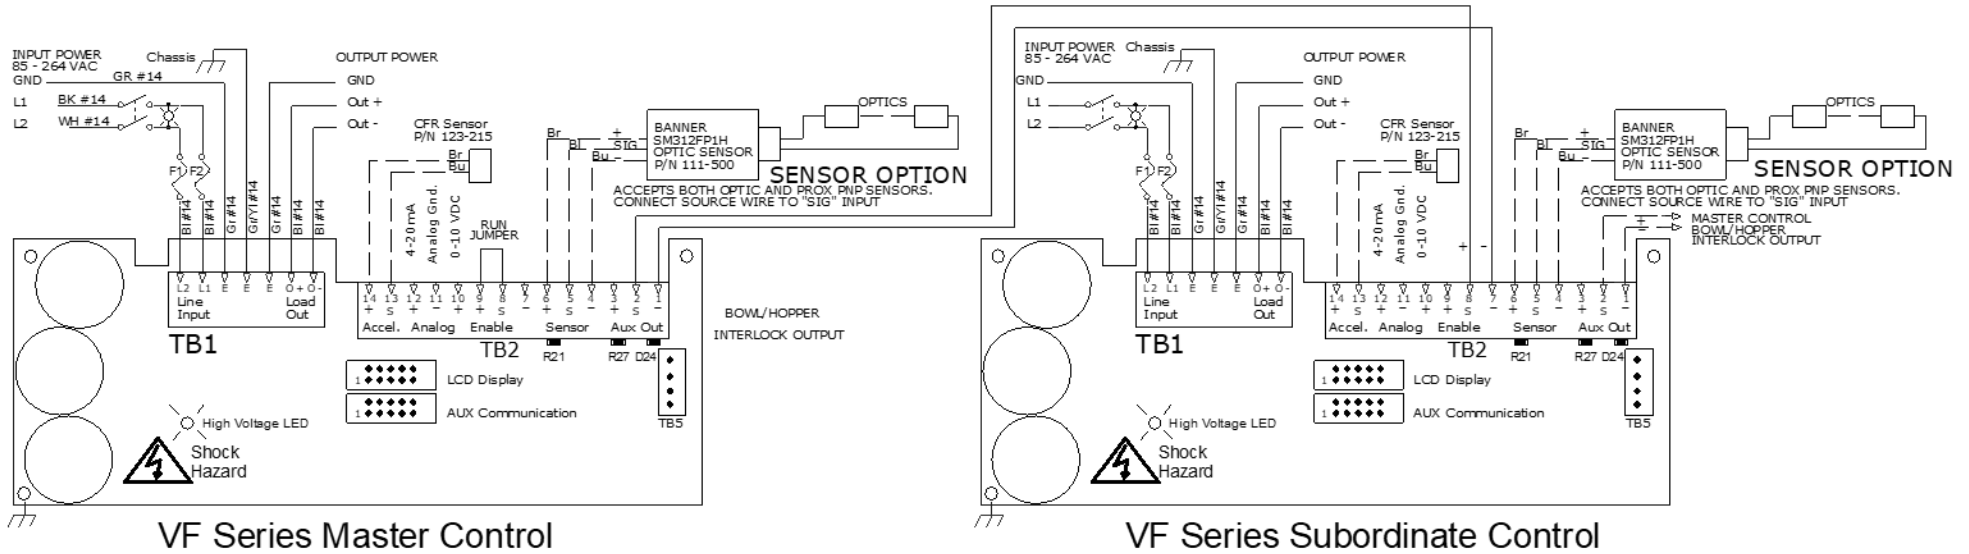 INPUT POWER
85 - 264 VAC
Chassis
GND
GR #14
L1
BK #14
L2
WH #14
OUTPUT POWER
GND
Out +
Out -
F1
F2
Bl#14
Bl#14
Gr#14
Gr/Yl#14
Gr#14
Bl#14
Bl#14
CFR Sensor
P/N 123-215
Br
Bu
4-20mA
Analog Gnd.
0-10 VDC
RUN
JUMPER
Br
Bl
Bu
+
SIG
-
BANNER
SM312FP1H
OPTIC SENSOR
P/N 111-500
OPTICS
SENSOR OPTION
ACCEPTS BOTH OPTIC AND PROX PNP SENSORS.
CONNECT SOURCE WIRE TO "SIG" INPUT
L2 L1 E E E O+ O-
Line
Input
Load
Out
TB1
14 13 12 11 10 9 8 7 6 5 4 3 2 1
+ S + - + + S - + S - + S -
Accel. Analog Enable Sensor Aux Out
TB2
R21
R27
D24
BOWL/HOPPER
INTERLOCK OUTPUT
1
LCD Display
1
AUX Communication
TB5
High Voltage LED
Shock
Hazard
VF Series Master Control
INPUT POWER
85 - 264 VAC
Chassis
GND
L1
L2
OUTPUT POWER
GND
Out +
Out -
F1
F2
Bl#14
Bl#14
Gr#14
Gr/Yl#14
Gr#14
Bl#14
Bl#14
CFR Sensor
P/N 123-215
Br
Bu
4-20mA
Analog Gnd.
0-10 VDC
+
-
Br
Bl
Bu
+
SIG
-
BANNER
SM312FP1H
OPTIC SENSOR
P/N 111-500
OPTICS
SENSOR OPTION
ACCEPTS BOTH OPTIC AND PROX PNP SENSORS.
CONNECT SOURCE WIRE TO "SIG" INPUT
+
-
MASTER CONTROL
BOWL/HOPPER
INTERLOCK OUTPUT
L2 L1 E E E O+ O-
Line
Input
Load
Out
TB1
14 13 12 11 10 9 8 7 6 5 4 3 2 1
+ S + - + + S - + S - + S -
Accel. Analog Enable Sensor Aux Out
TB2
R21
R27
D24
1
LCD Display
1
AUX Communication
TB5
High Voltage LED
Shock
Hazard
VF Series Subordinate Control